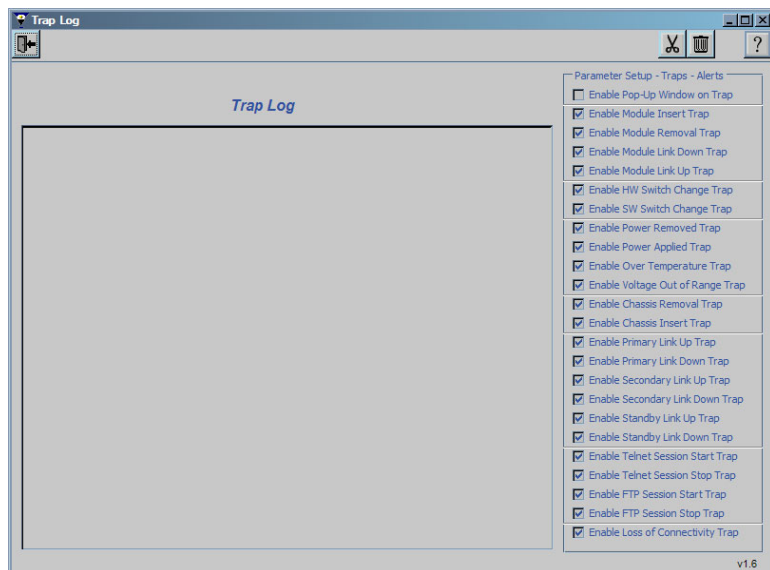 Trap Log
?
Trap Log
Parameter Setup - Traps - Alerts
Enable Pop-Up Window on Trap
Enable Module Insert Trap
Enable Module Removal Trap
Enable Module Link Down Trap
Enable Module Link Up Trap
Enable HW Switch Change Trap
Enable SW Switch Change Trap
Enable Power Removed Trap
Enable Power Applied Trap
Enable Over Temperature Trap
Enable Voltage Out of Range Trap
Enable Chassis Removal Trap
Enable Chassis Insert Trap
Enable Primary Link Up Trap
Enable Primary Link Down Trap
Enable Secondary Link Up Trap
Enable Secondary Link Down Trap
Enable Standby Link Up Trap
Enable Standby Link Down Trap
Enable Telnet Session Start Trap
Enable Telnet Session Stop Trap
Enable FTP Session Start Trap
Enable FTP Session Stop Trap
Enable Loss of Connectivity Trap
v1.6